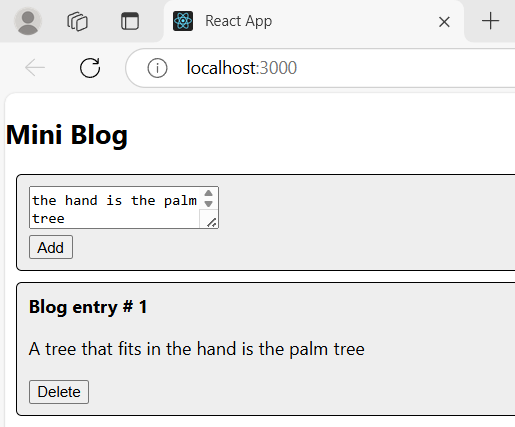 React App
localhost:3000
Mini Blog
the hand is the palm
tree
Add
Blog entry # 1
A tree that fits in the hand is the palm tree
Delete